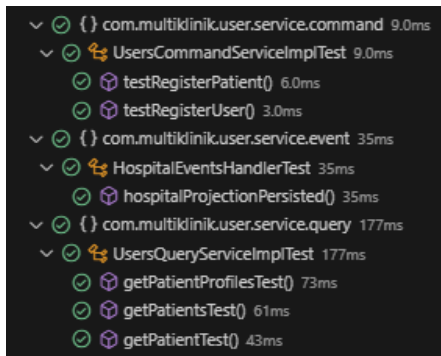 {} com.multiklinik.user.service.command 9.0ms
UsersCommandServiceImplTest 9.0ms
testRegisterPatient() 6.0ms
testRegisterUser() 3.0ms
{} com.multiklinik.user.service.event 35ms
HospitalEventsHandlerTest 35ms
hospitalProjectionPersisted() 35ms
{} com.multiklinik.user.service.query 177ms
UsersQueryServiceImplTest 177ms
getPatientProfilesTest() 73ms
getPatientsTest() 61ms
getPatientTest() 43ms